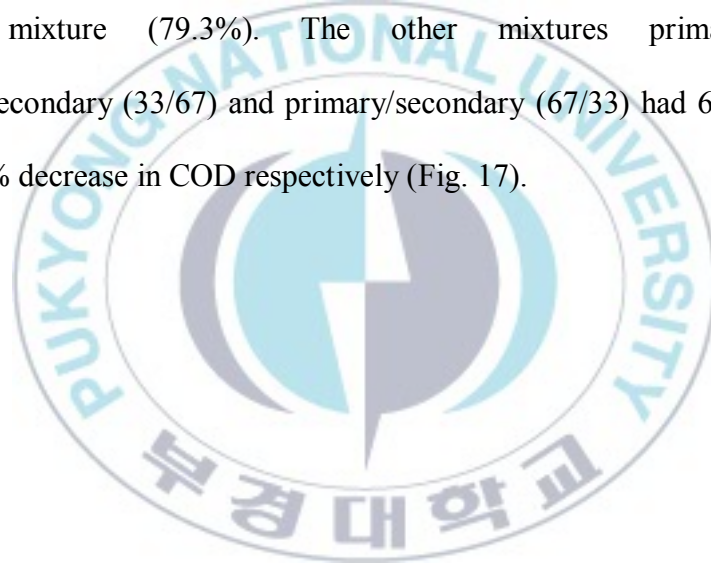 mixture (79.3%). The other mixtures prima
econdary (33/67) and primary/secondary (67/33) had 6
% decrease in COD respectively (Fig. 17).
PUKYONG NATIONAL UNIVERSITY
부경대학교